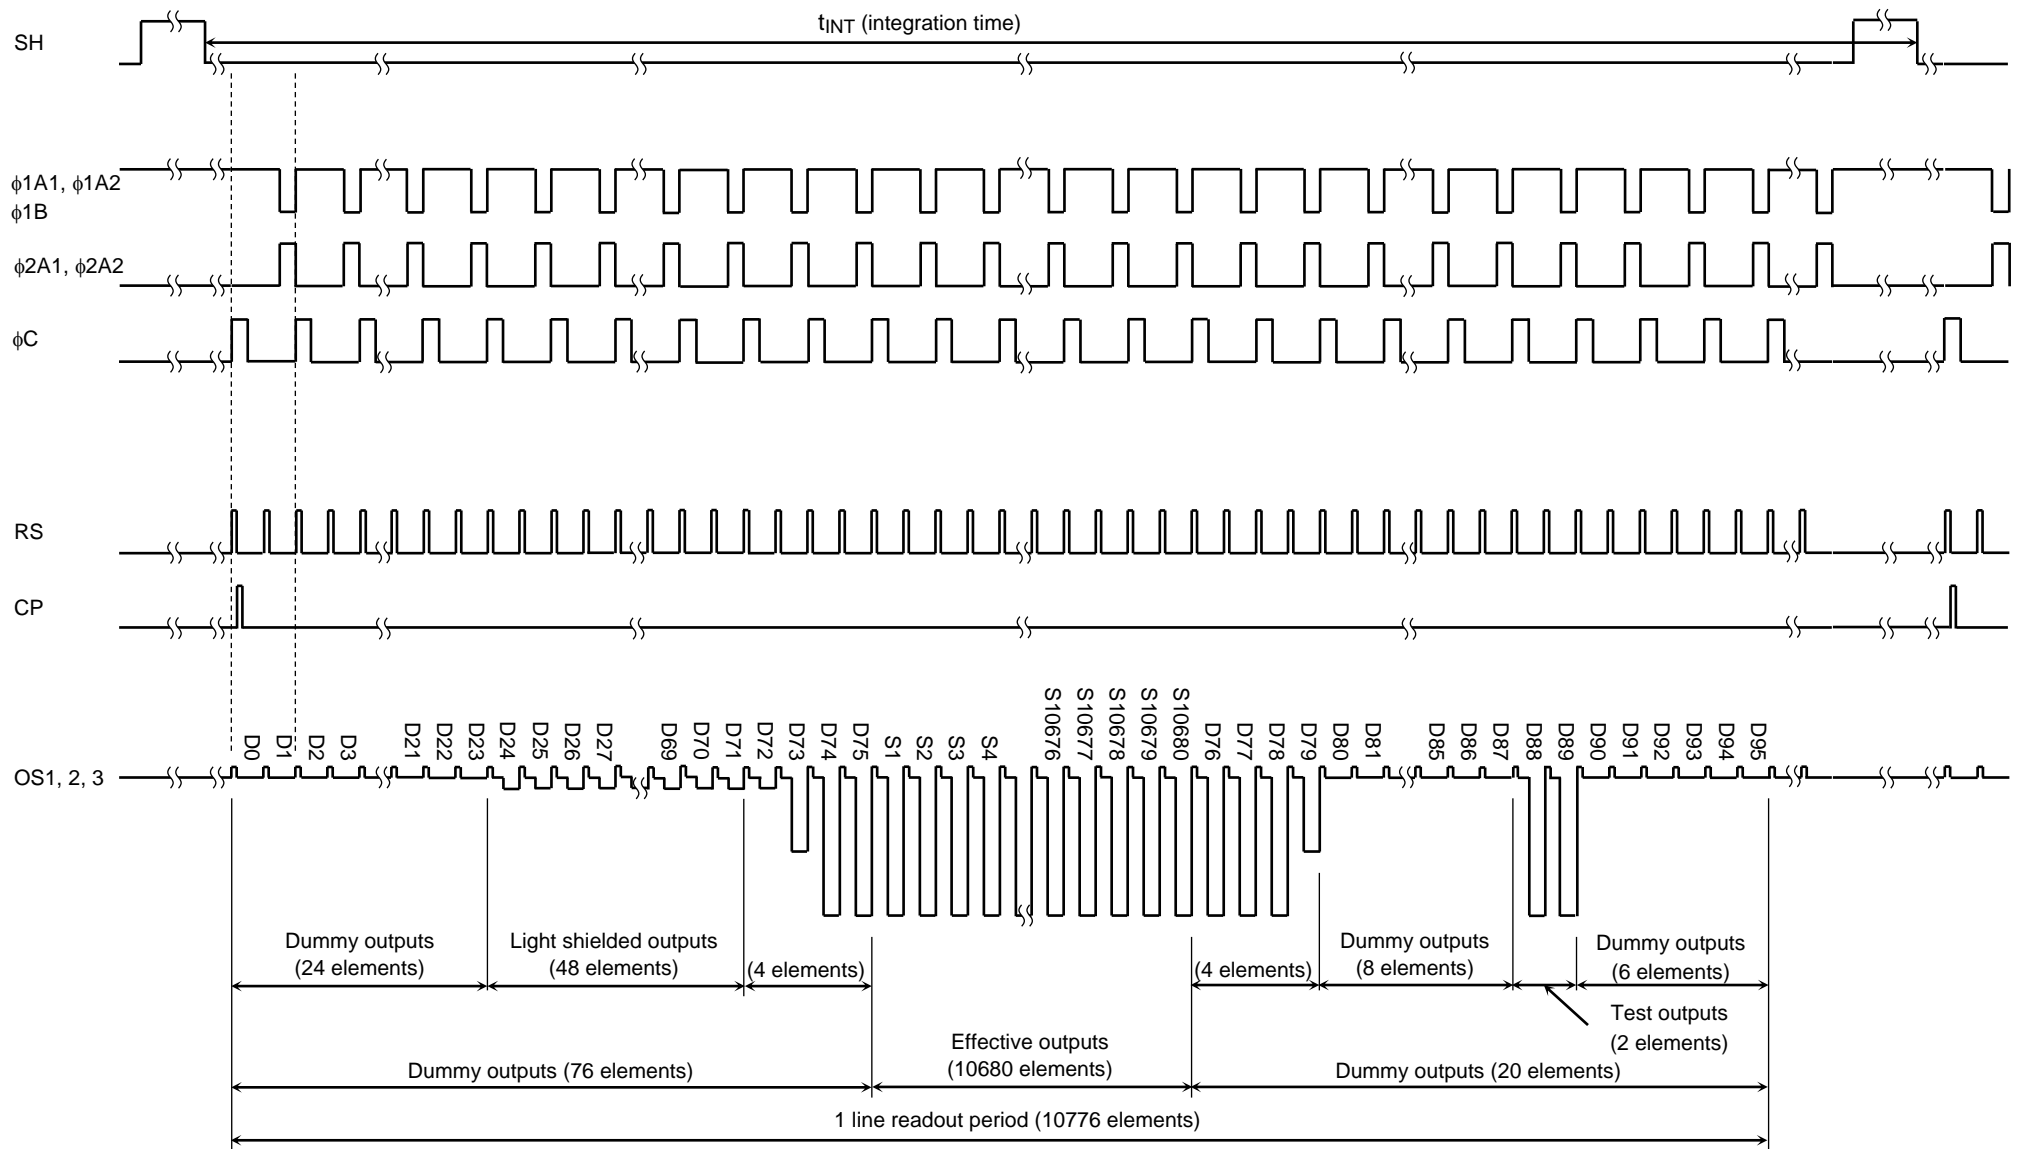 tINT (integration time)
SH
ϕ1A1, ϕ1A2
ϕ1B
ϕ2A1, ϕ2A2
ϕC
RS
CP
OS1, 2, 3
D0
D1
D2
D3
D21
D22
D23
D24
D25
D26
D27
D69
D70
D71
D72
D73
D74
D75
S1
S2
S3
S4
S10676
S10677
S10678
S10679
S10680
D76
D77
D78
D79
D80
D81
D85
D86
D87
D88
D89
D90
D91
D92
D93
D94
D95
Dummy outputs
(24 elements)
Light shielded outputs
(48 elements)
(4 elements)
(4 elements)
Dummy outputs
(8 elements)
Dummy outputs
(6 elements)
Test outputs
(2 elements)
Dummy outputs (76 elements)
Effective outputs
(10680 elements)
Dummy outputs (20 elements)
1 line readout period (10776 elements)